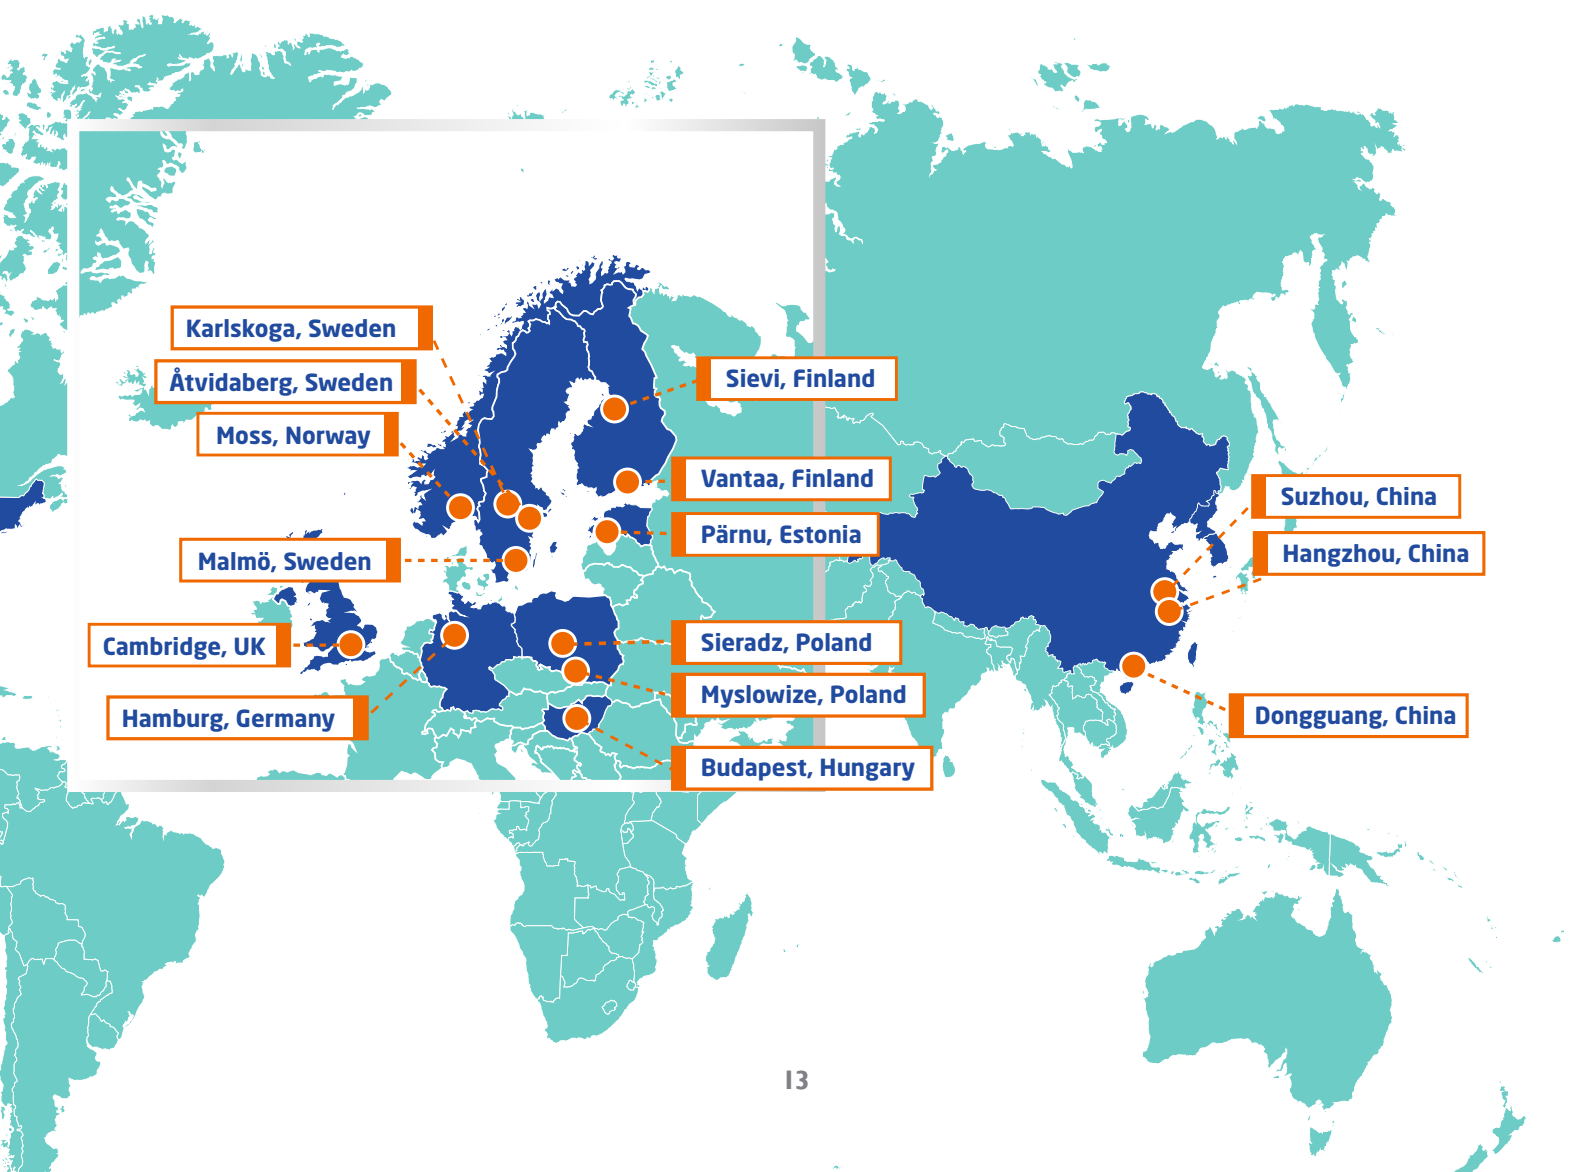 Karlskoga, Sweden
Åtvidaberg, Sweden
Moss, Norway
Malmö, Sweden
Cambridge, UK
Hamburg, Germany
Sievi, Finland
Vantaa, Finland
Pärnu, Estonia
Sieradz, Poland
Myslowize, Poland
Budapest, Hungary
Suzhou, China
Hangzhou, China
Dongguang, China
13